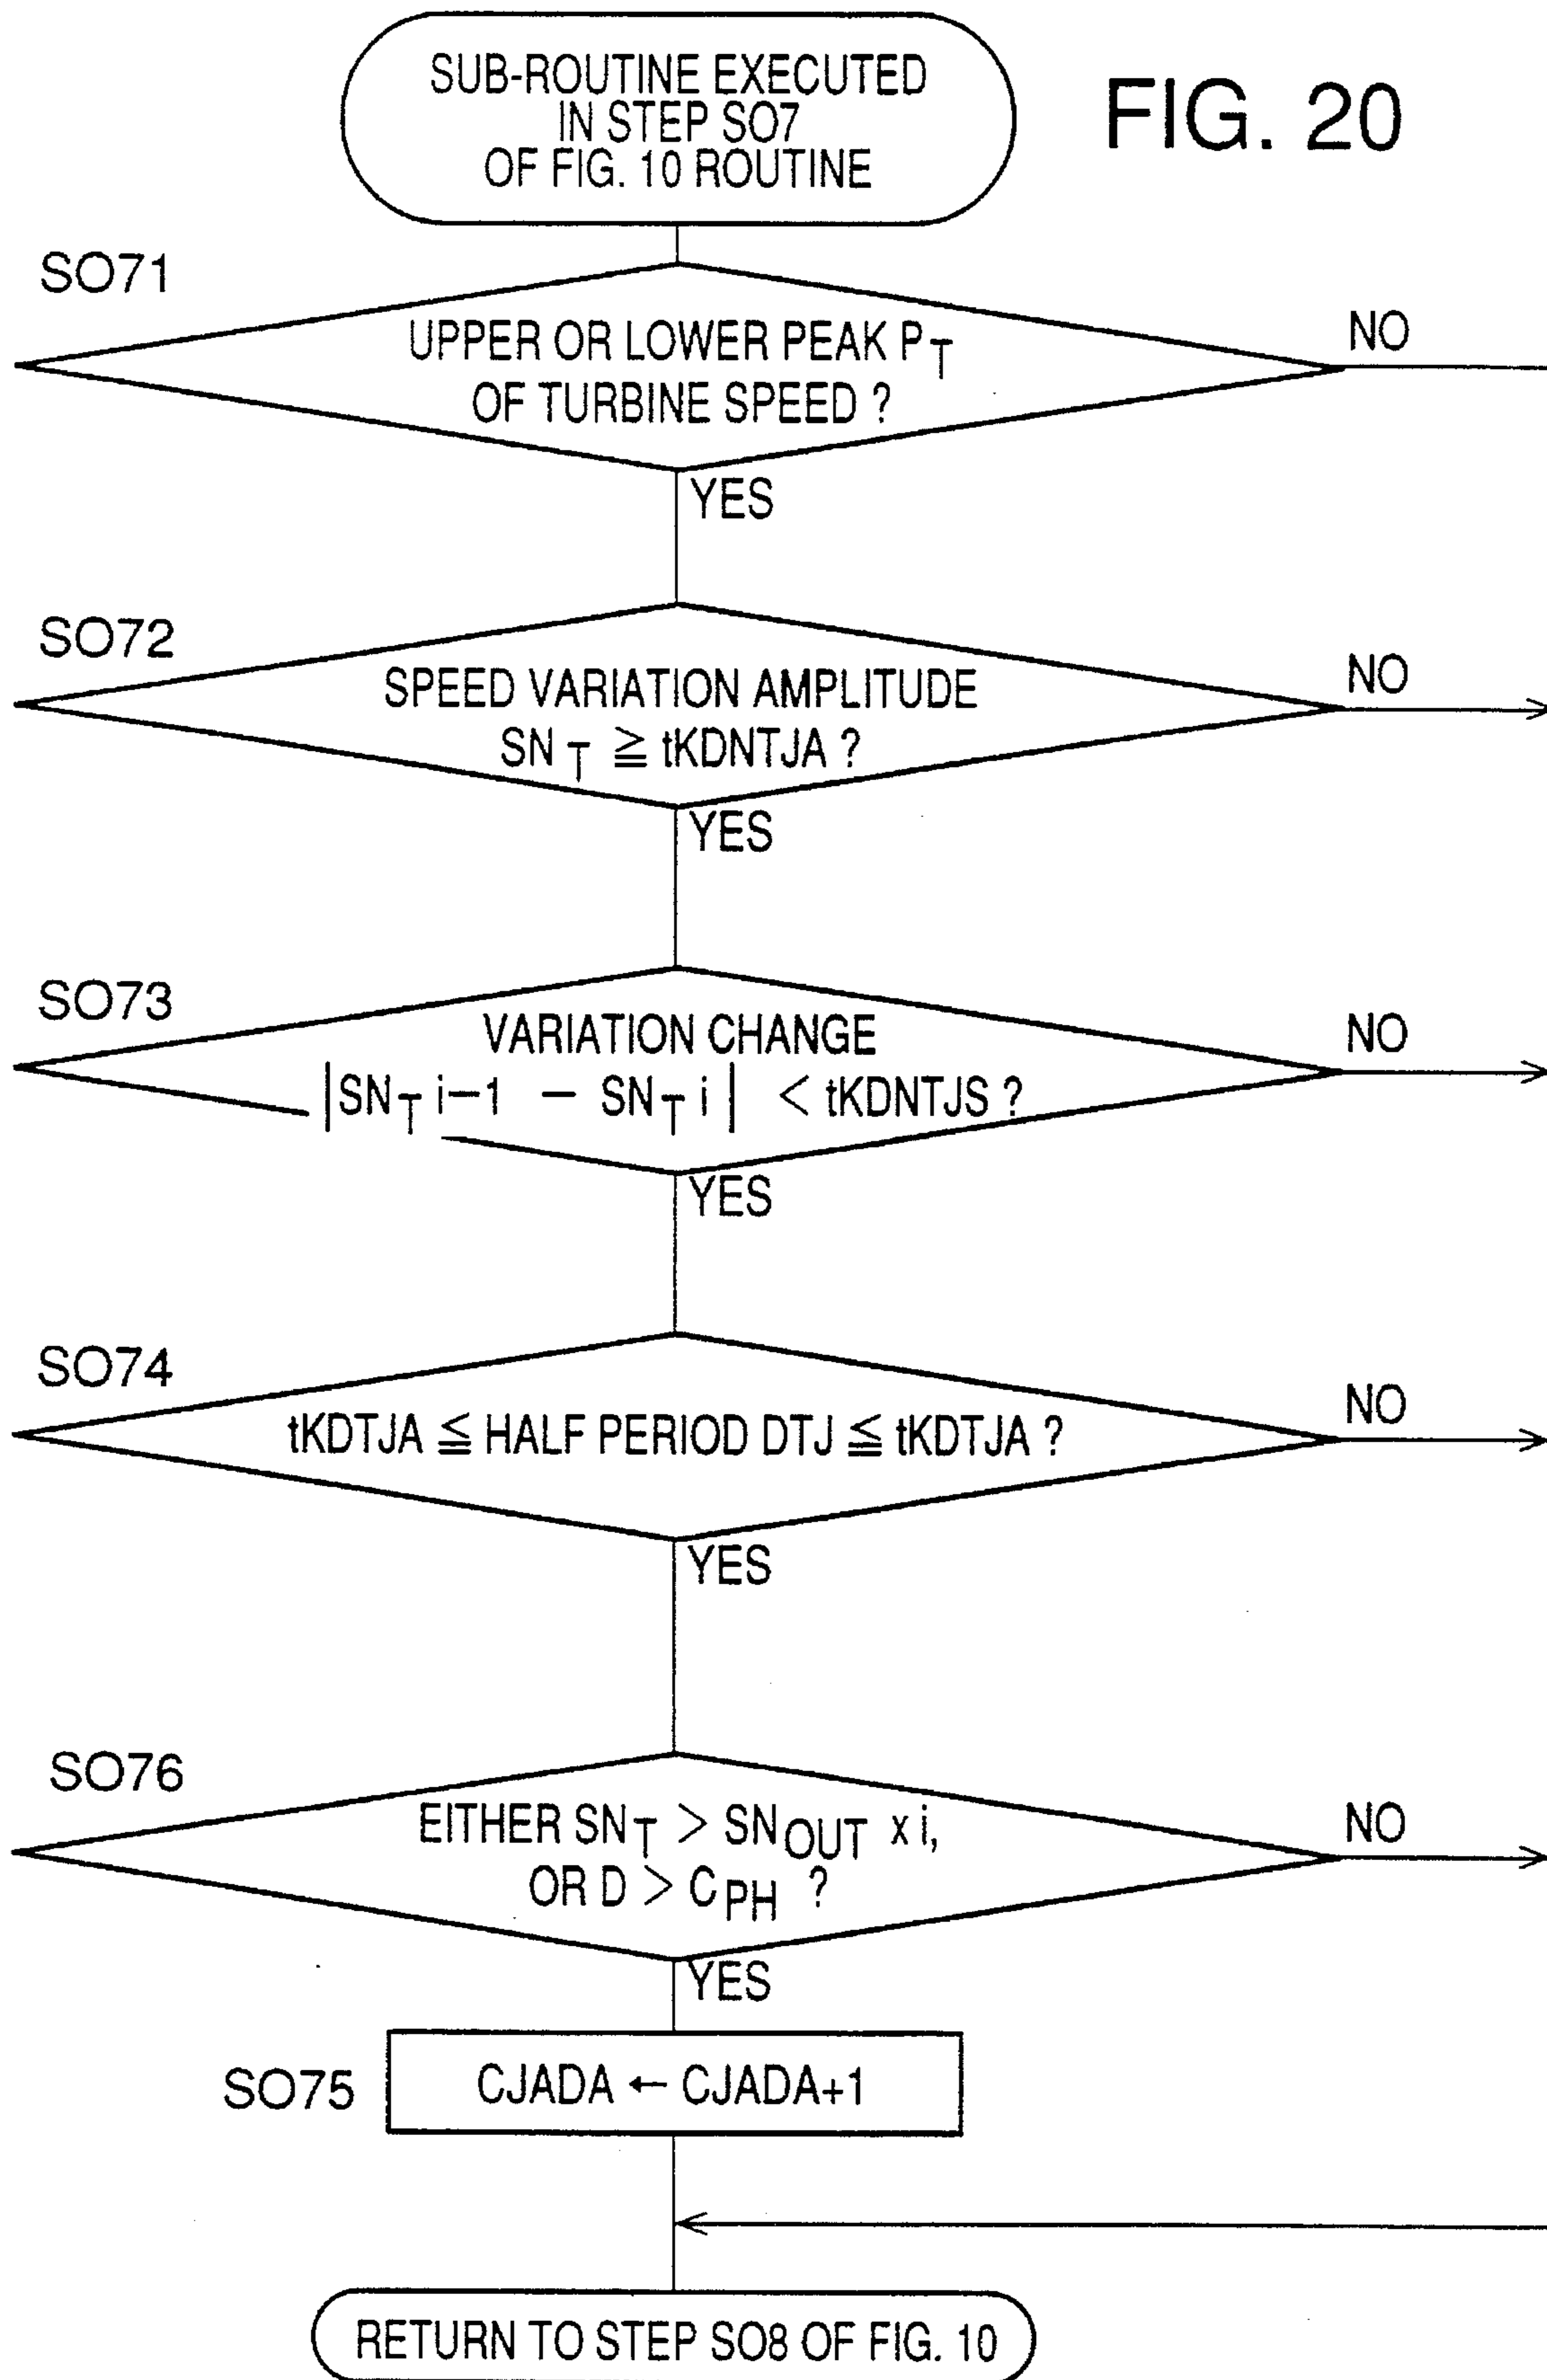 SUB-ROUTINE EXECUTED
IN STEP SO7
OF FIG. 10 ROUTINE
FIG. 20
SO71
UPPER OR LOWER PEAK PT
OF TURBINE SPEED ?
NO
YES
SO72
SPEED VARIATION AMPLITUDE
SNT ≧ tKDNTJA ?
NO
YES
SO73
VARIATION CHANGE
|SNT i−1 − SNT i| < tKDNTJS ?
NO
YES
SO74
tKDTJA ≦ HALF PERIOD DTJ ≦ tKDTJA ?
NO
YES
SO76
EITHER SNT > SNOUT x i,
OR D > CPH ?
NO
YES
SO75
CJADA ← CJADA+1
RETURN TO STEP SO8 OF FIG. 10